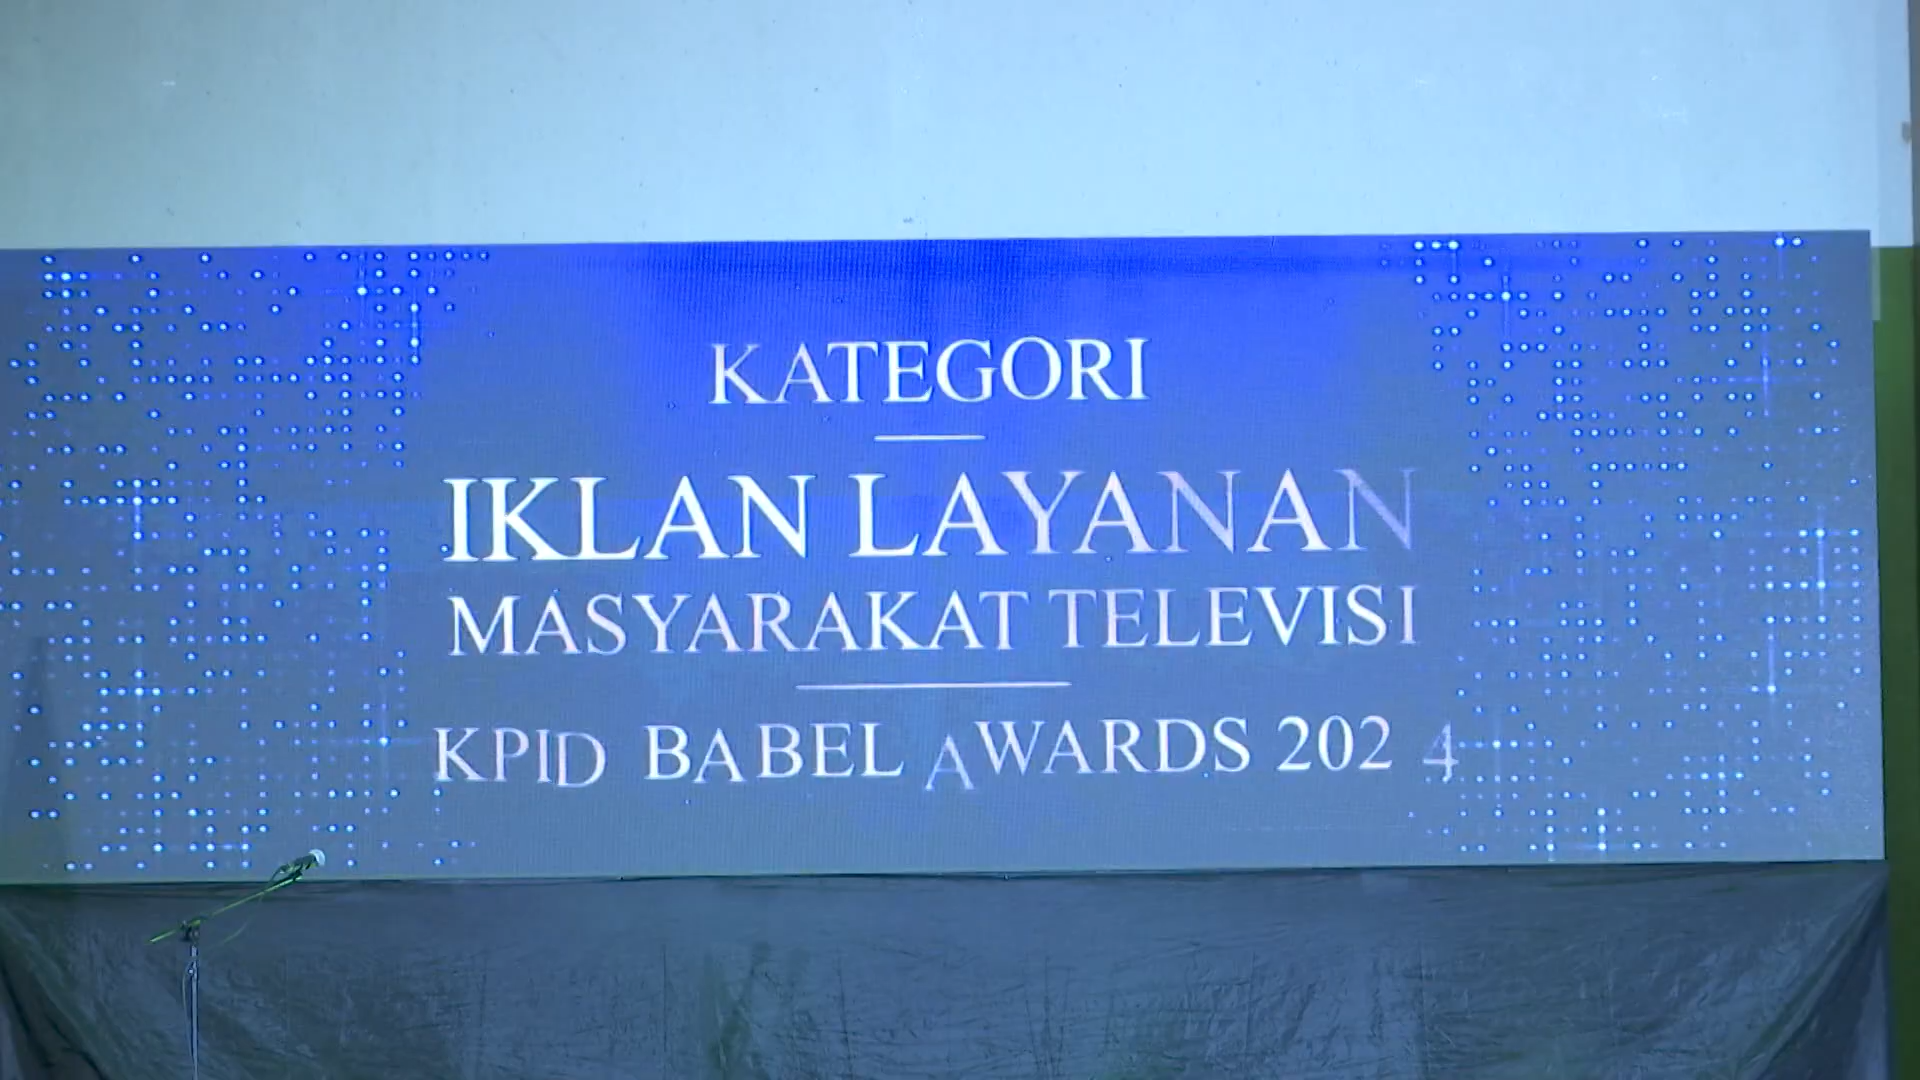 KATEGORI
IKLAN LAYANAN
MASYARAKAT TELEVISI
KPID BABEL AWARDS 2024